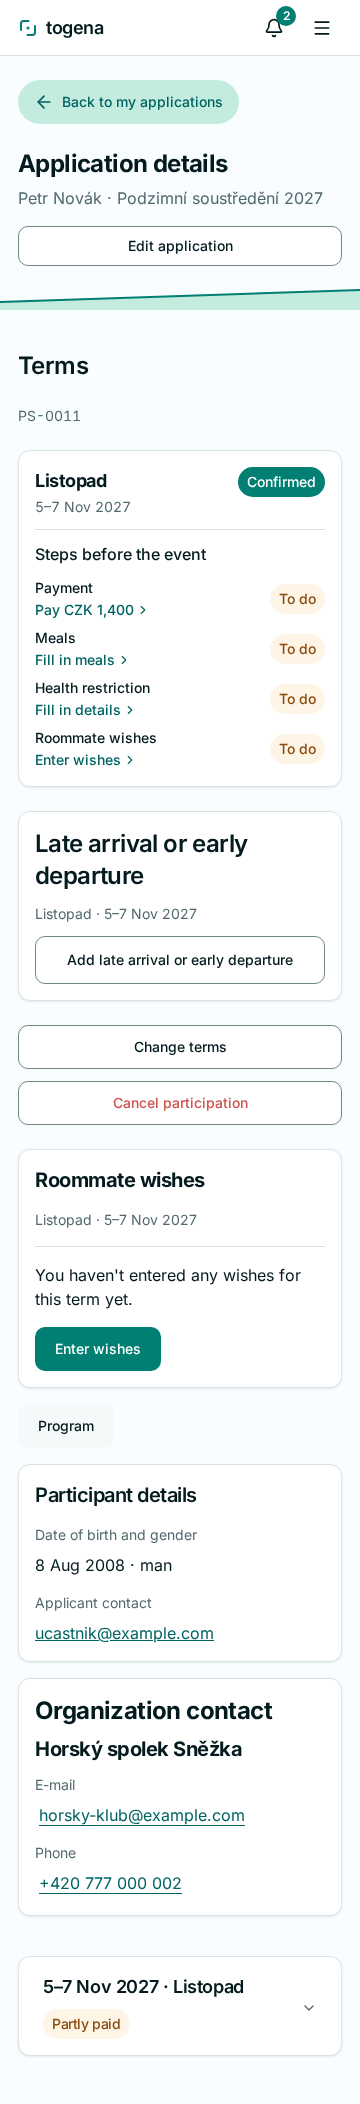 togena
2
Back to my applications
Application details
Petr Novák · Podzimní soustředění 2027
Edit application
Terms
PS-0011
Listopad
Confirmed
5–7 Nov 2027
Steps before the event
Payment
Pay CZK 1,400
To do
Meals
Fill in meals
To do
Health restriction
Fill in details
To do
Roommate wishes
Enter wishes
To do
Late arrival or early
departure
Listopad · 5–7 Nov 2027
Add late arrival or early departure
Change terms
Cancel participation
Roommate wishes
Listopad · 5–7 Nov 2027
You haven't entered any wishes for
this term yet.
Enter wishes
Program
Participant details
Date of birth and gender
8 Aug 2008 · man
Applicant contact
ucastnik@example.com
Organization contact
Horský spolek Sněžka
E-mail
horsky-klub@example.com
Phone
+420 777 000 002
5–7 Nov 2027 · Listopad
Partly paid